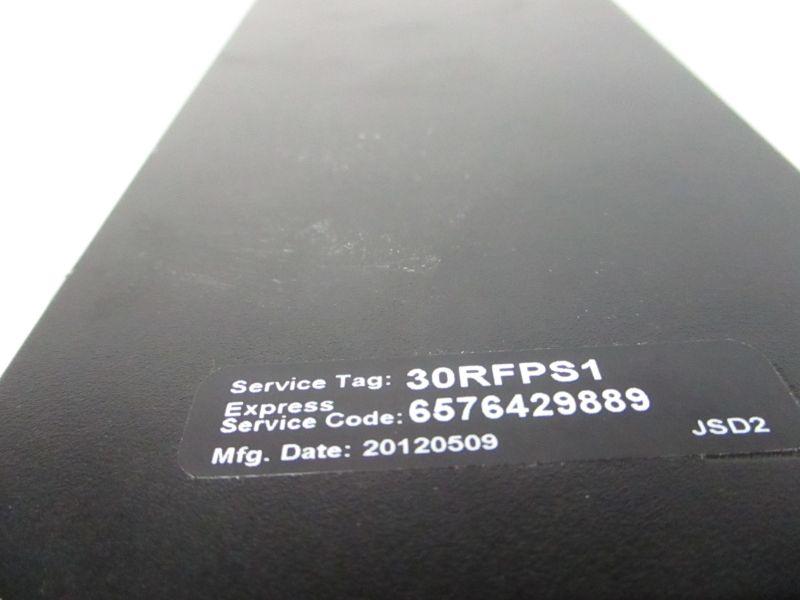 Service Tag: 30RFPS1
Express
Service Code: 6576429889
Mfg. Date: 20120509
JSD2